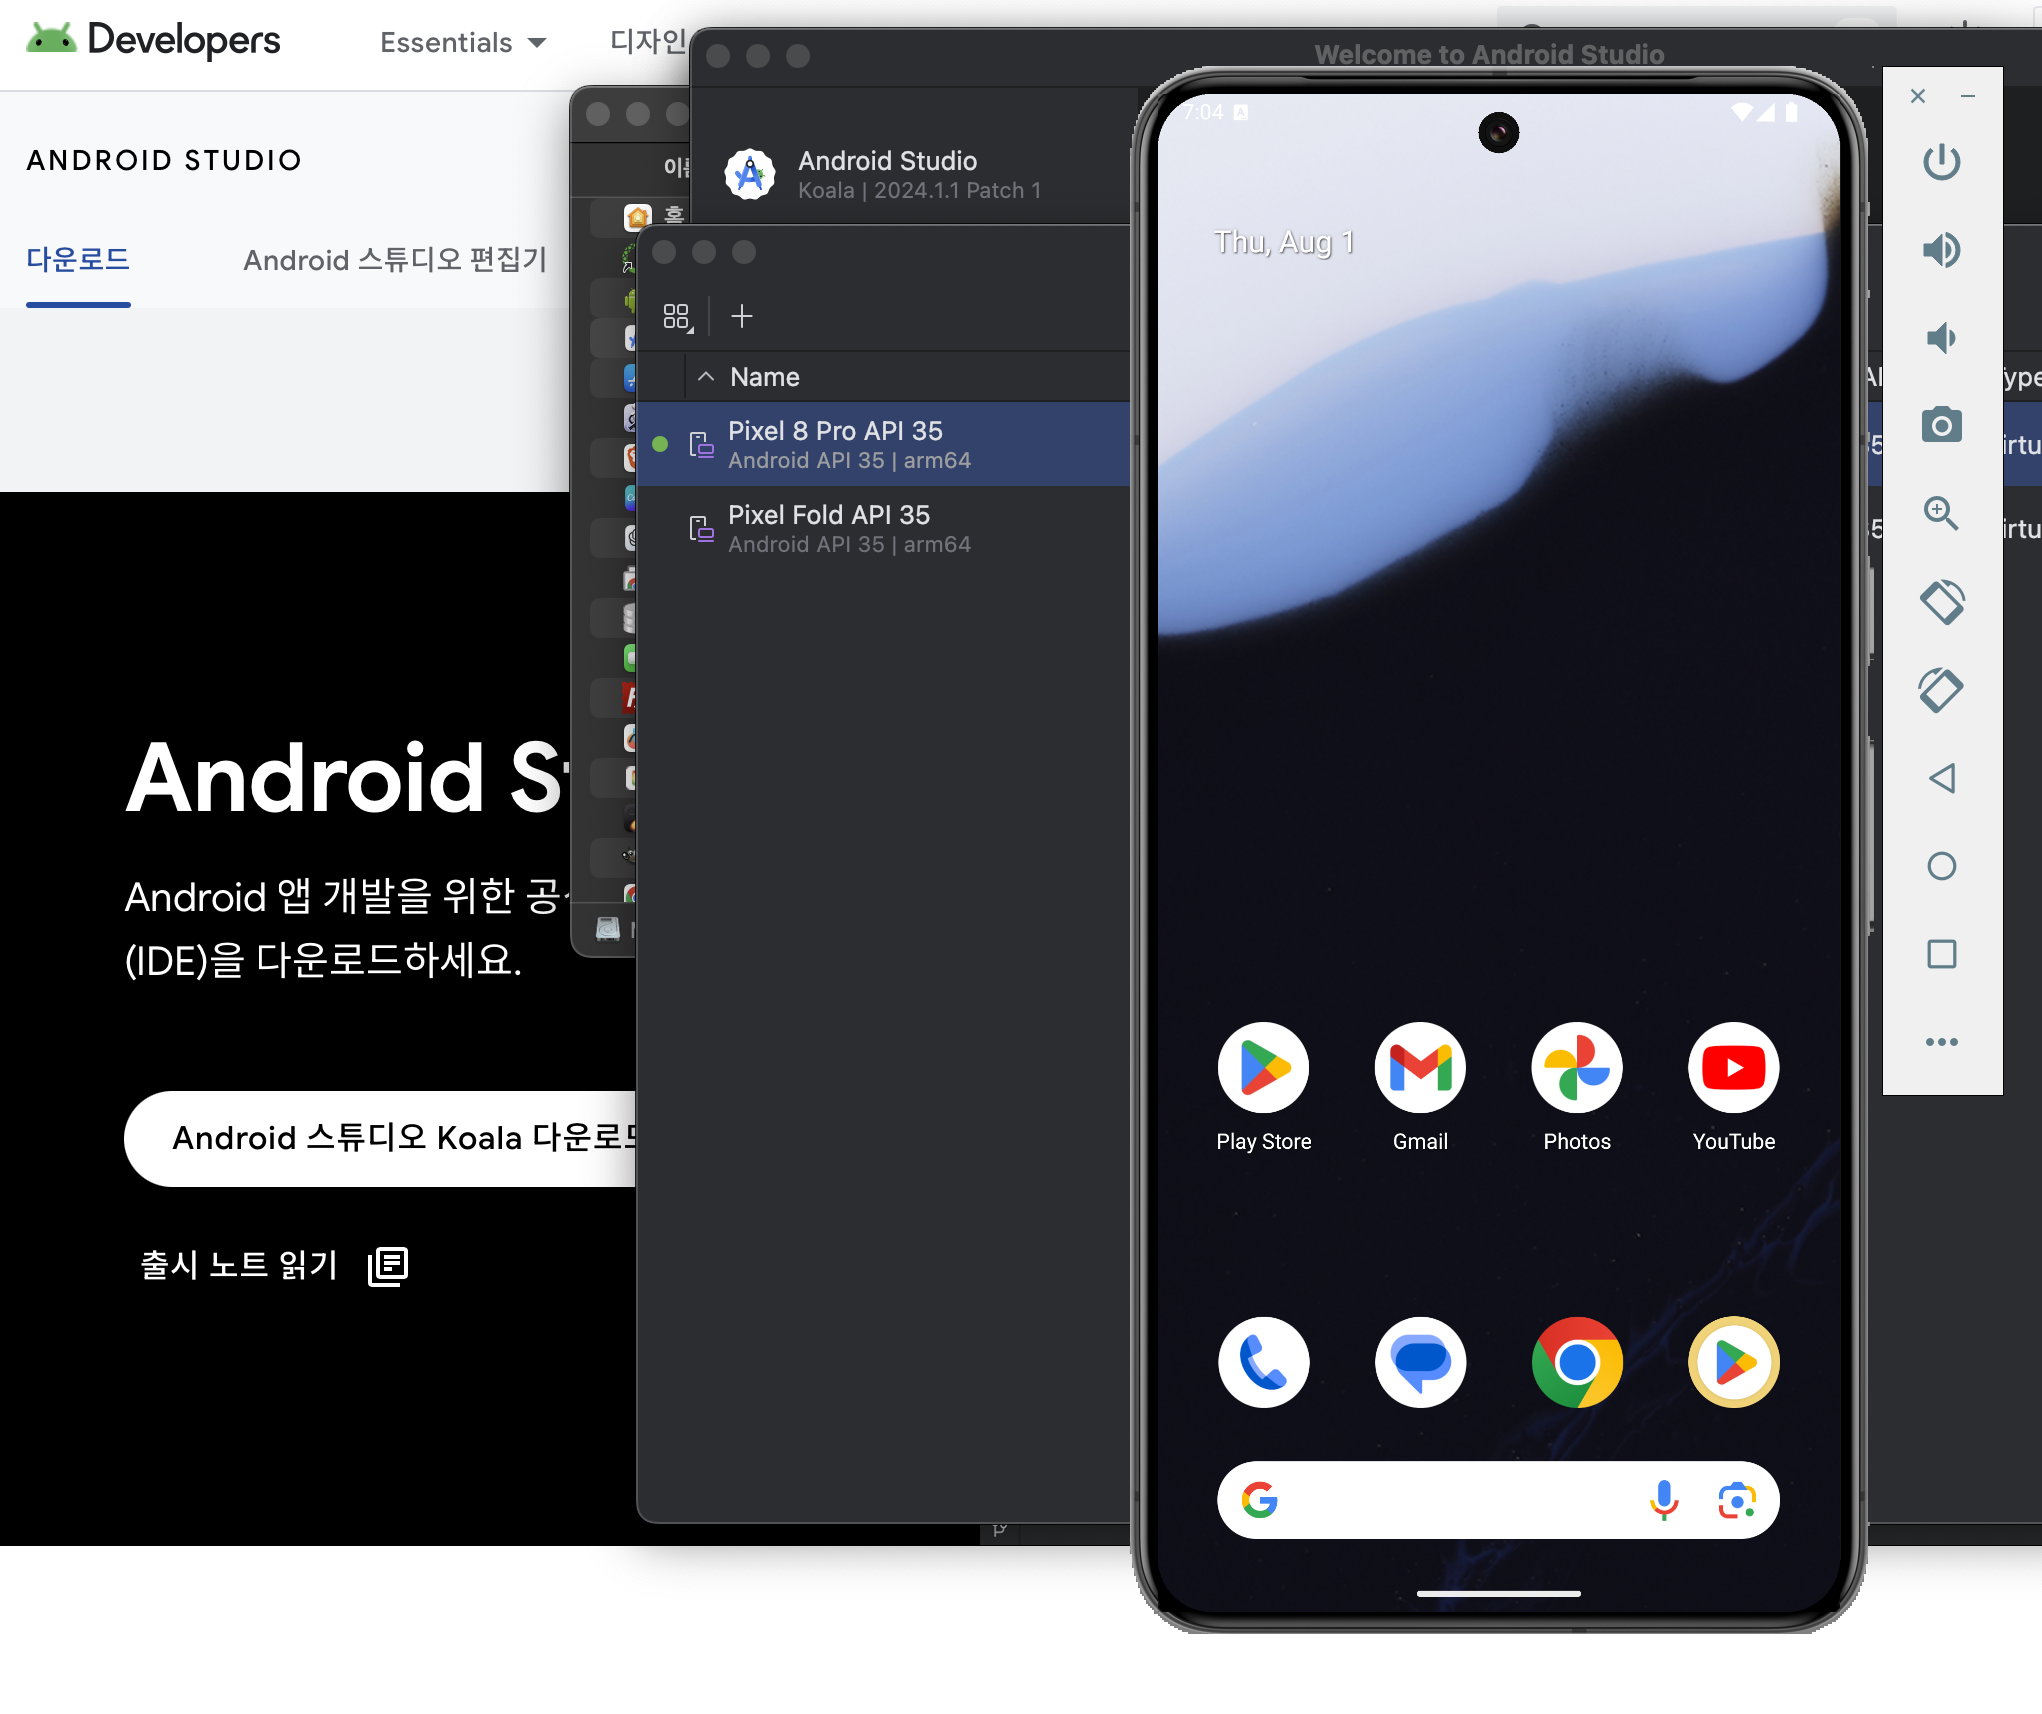 Developers
Essentials
디자인
ANDROID STUDIO
다운로드
Android 스튜디오 편집기
Android
Android 앱 개발을 위한
(IDE)을 다운로드하세요.
Android 스튜디오 Koala 다운로드
출시 노트 읽기
홈
Welcome to Android Studio
Android Studio
Koala | 2024.1.1 Patch 1
Name
Pixel 8 Pro API 35
Android API 35 | arm64
Pixel Fold API 35
Android API 35 | arm64
7:04
Thu, Aug 1
Play Store
Gmail
Photos
YouTube